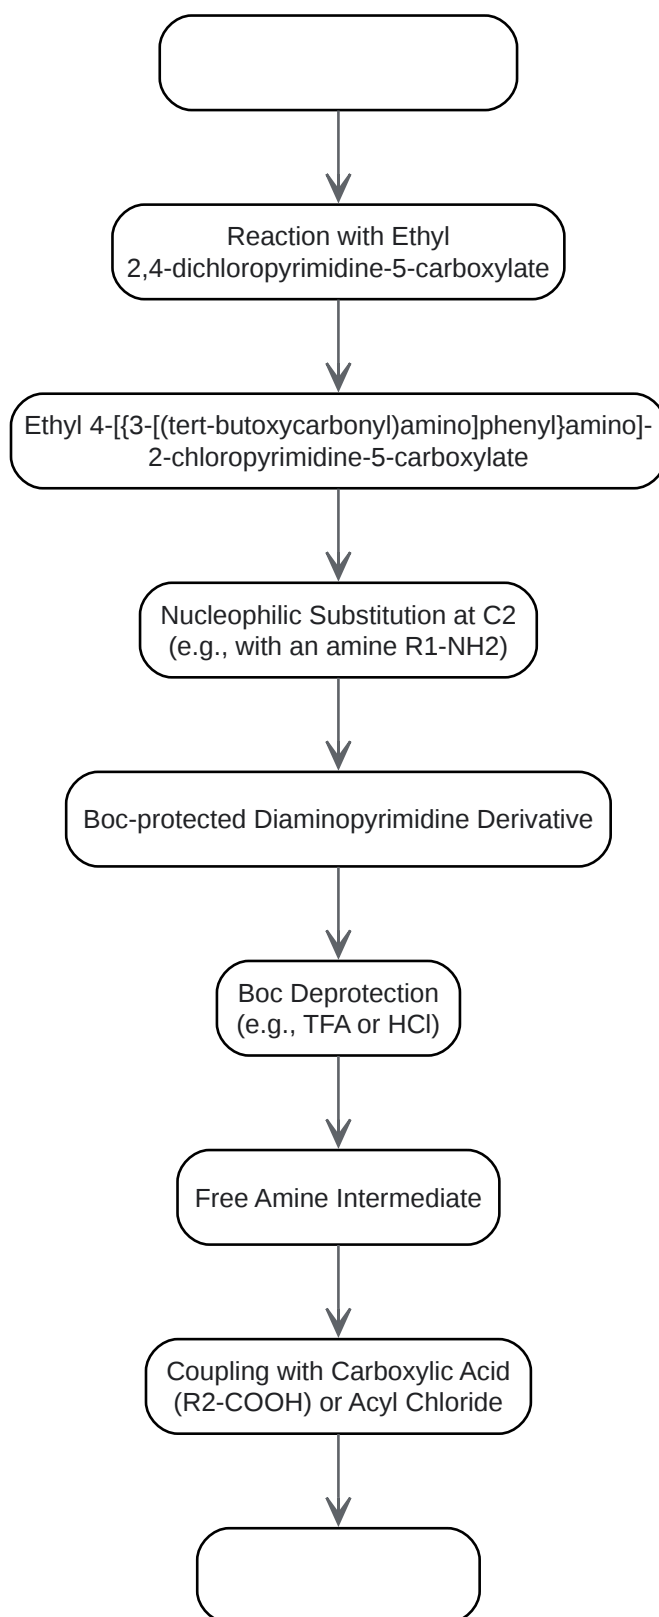 Reaction with Ethyl
2,4-dichloropyrimidine-5-carboxylate
Ethyl 4-[{3-[(tert-butoxycarbonyl)amino]phenyl}amino]-
2-chloropyrimidine-5-carboxylate
Nucleophilic Substitution at C2
(e.g., with an amine R1-NH2)
Boc-protected Diaminopyrimidine Derivative
Boc Deprotection
(e.g., TFA or HCl)
Free Amine Intermediate
Coupling with Carboxylic Acid
(R2-COOH) or Acyl Chloride